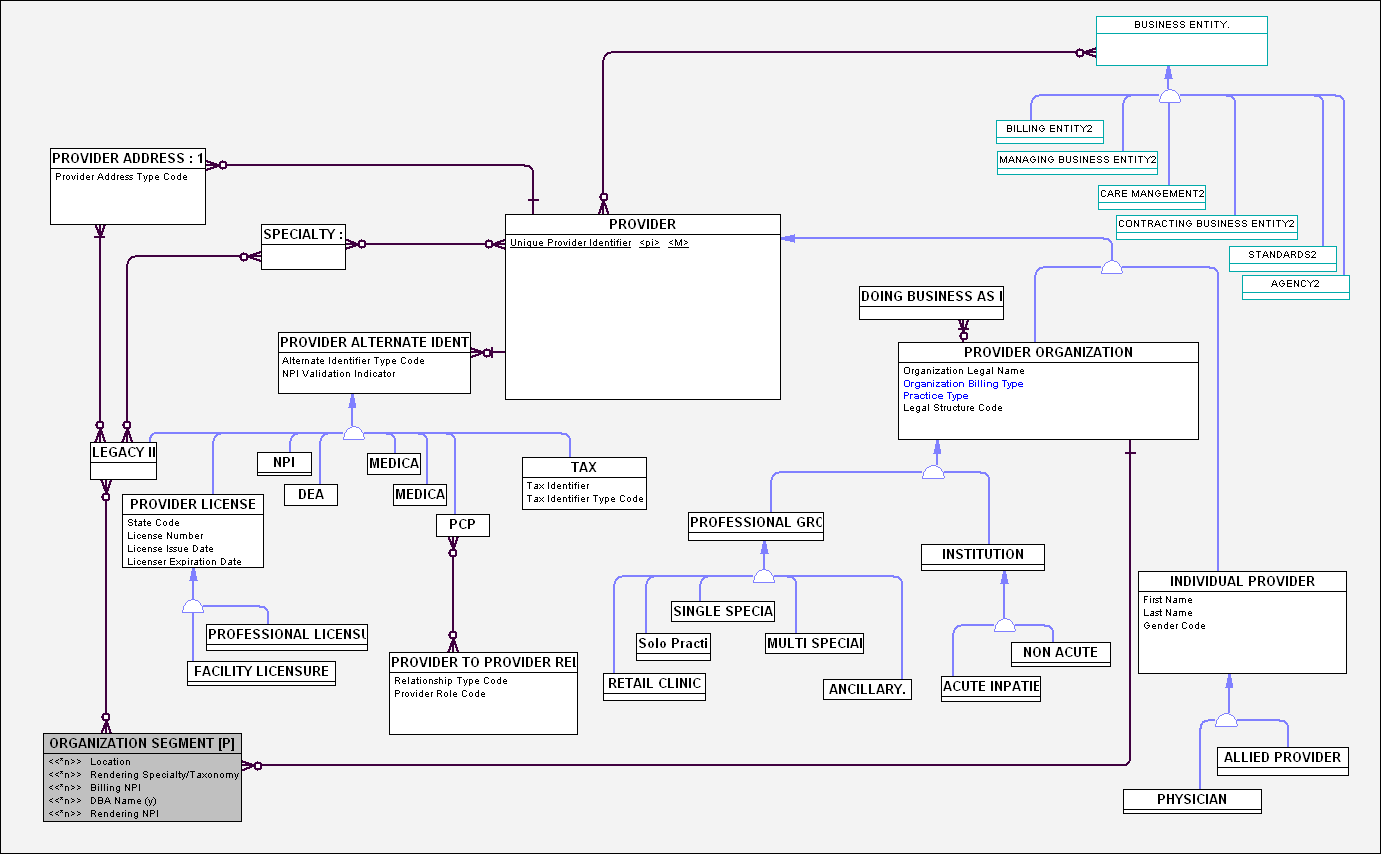 BUSINESS ENTITY.
BILLING ENTITY2
MANAGING BUSINESS ENTITY2
CARE MANGEMENT2
CONTRACTING BUSINESS ENTITY2
STANDARDS2
AGENCY2
PROVIDER ADDRESS : 1
Provider Address Type Code
SPECIALTY :
PROVIDER
Unique Provider Identifier <pi> <M>
DOING BUSINESS AS I
PROVIDER ALTERNATE IDENT
Alternate Identifier Type Code
NPI Validation Indicator
PROVIDER ORGANIZATION
Organization Legal Name
Organization Billing Type
Practice Type
Legal Structure Code
LEGACY II
NPI
MEDICA
DEA
MEDICA
TAX
Tax Identifier
Tax Identifier Type Code
PROVIDER LICENSE
State Code
License Number
License Issue Date
Licenser Expiration Date
PCP
PROFESSIONAL GRO
INSTITUTION
INDIVIDUAL PROVIDER
First Name
Last Name
Gender Code
PROFESSIONAL LICENSU
FACILITY LICENSURE
PROVIDER TO PROVIDER REL
Relationship Type Code
Provider Role Code
SINGLE SPECIA
Solo Practi
MULTI SPECIAI
RETAIL CLINIC
ANCILLARY.
NON ACUTE
ACUTE INPATIE
ORGANIZATION SEGMENT [P]
<<*n>> Location
<<*n>> Rendering Specialty/Taxonomy
<<*n>> Billing NPI
<<*n>> DBA Name (y)
<<*n>> Rendering NPI
ALLIED PROVIDER
PHYSICIAN